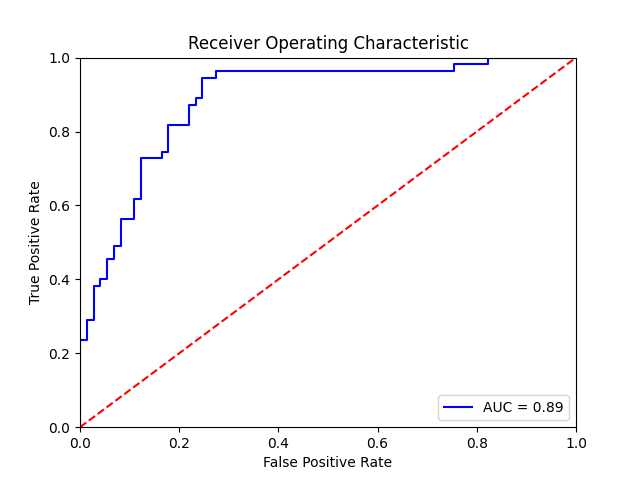 Receiver Operating Characteristic
1.0
0.8
0.6
0.4
0.2
0.0
True Positive Rate
AUC = 0.89
0.0 0.2 0.4 0.6 0.8 1.0
False Positive Rate